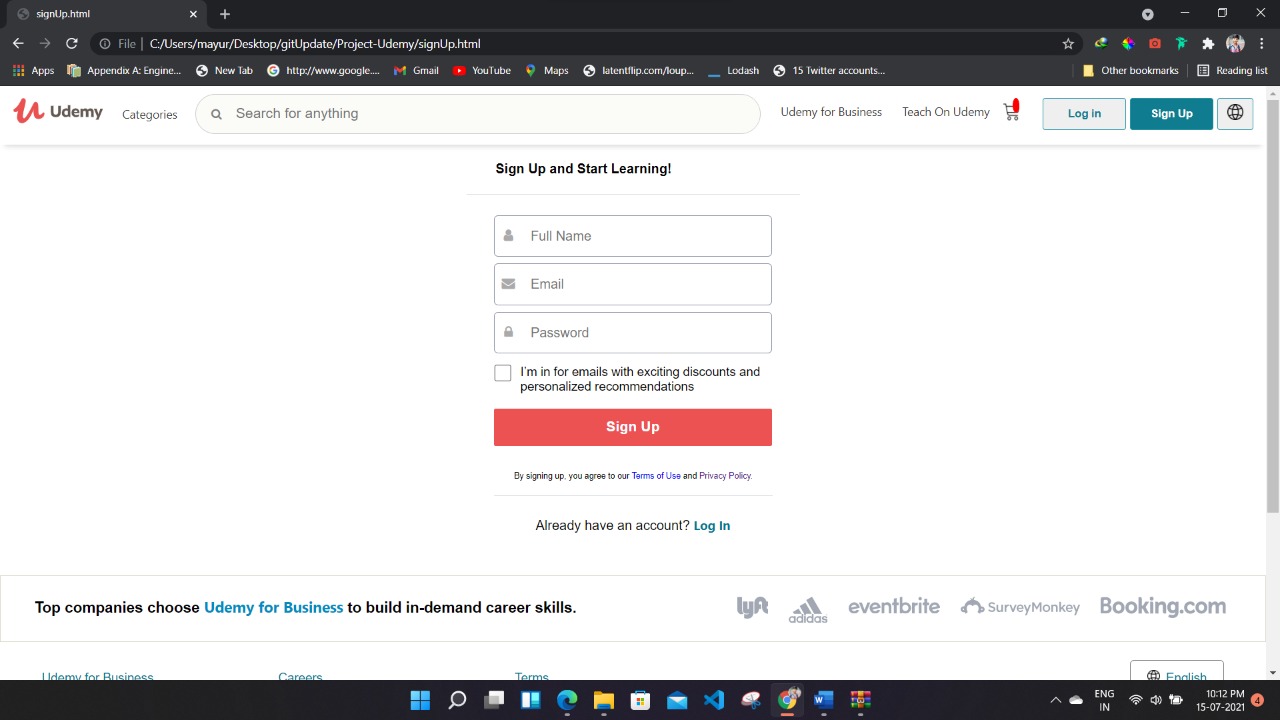 signUp.html
File
C:/Users/mayur/Desktop/gitUpdate/Project-Udemy/signUp.html
Apps
Appendix A: Engine...
New Tab
http://www.google....
Gmail
YouTube
Maps
latentflip.com/loup...
Lodash
15 Twitter accounts...
Other bookmarks
Reading list
Udemy
Categories
Search for anything
Udemy for Business
Teach On Udemy
Log in
Sign Up
Sign Up and Start Learning!
Full Name
Email
Password
I'm in for emails with exciting discounts and
personalized recommendations
Sign Up
By signing up, you agree to our Terms of Use and Privacy Policy.
Already have an account? Log In
Top companies choose Udemy for Business to build in-demand career skills.
lyft
adidas
eventbrite
SurveyMonkey
Booking.com
Udemy for Business
Careers
Terms
English
ENG
IN
10:12 PM
15-07-2021
4